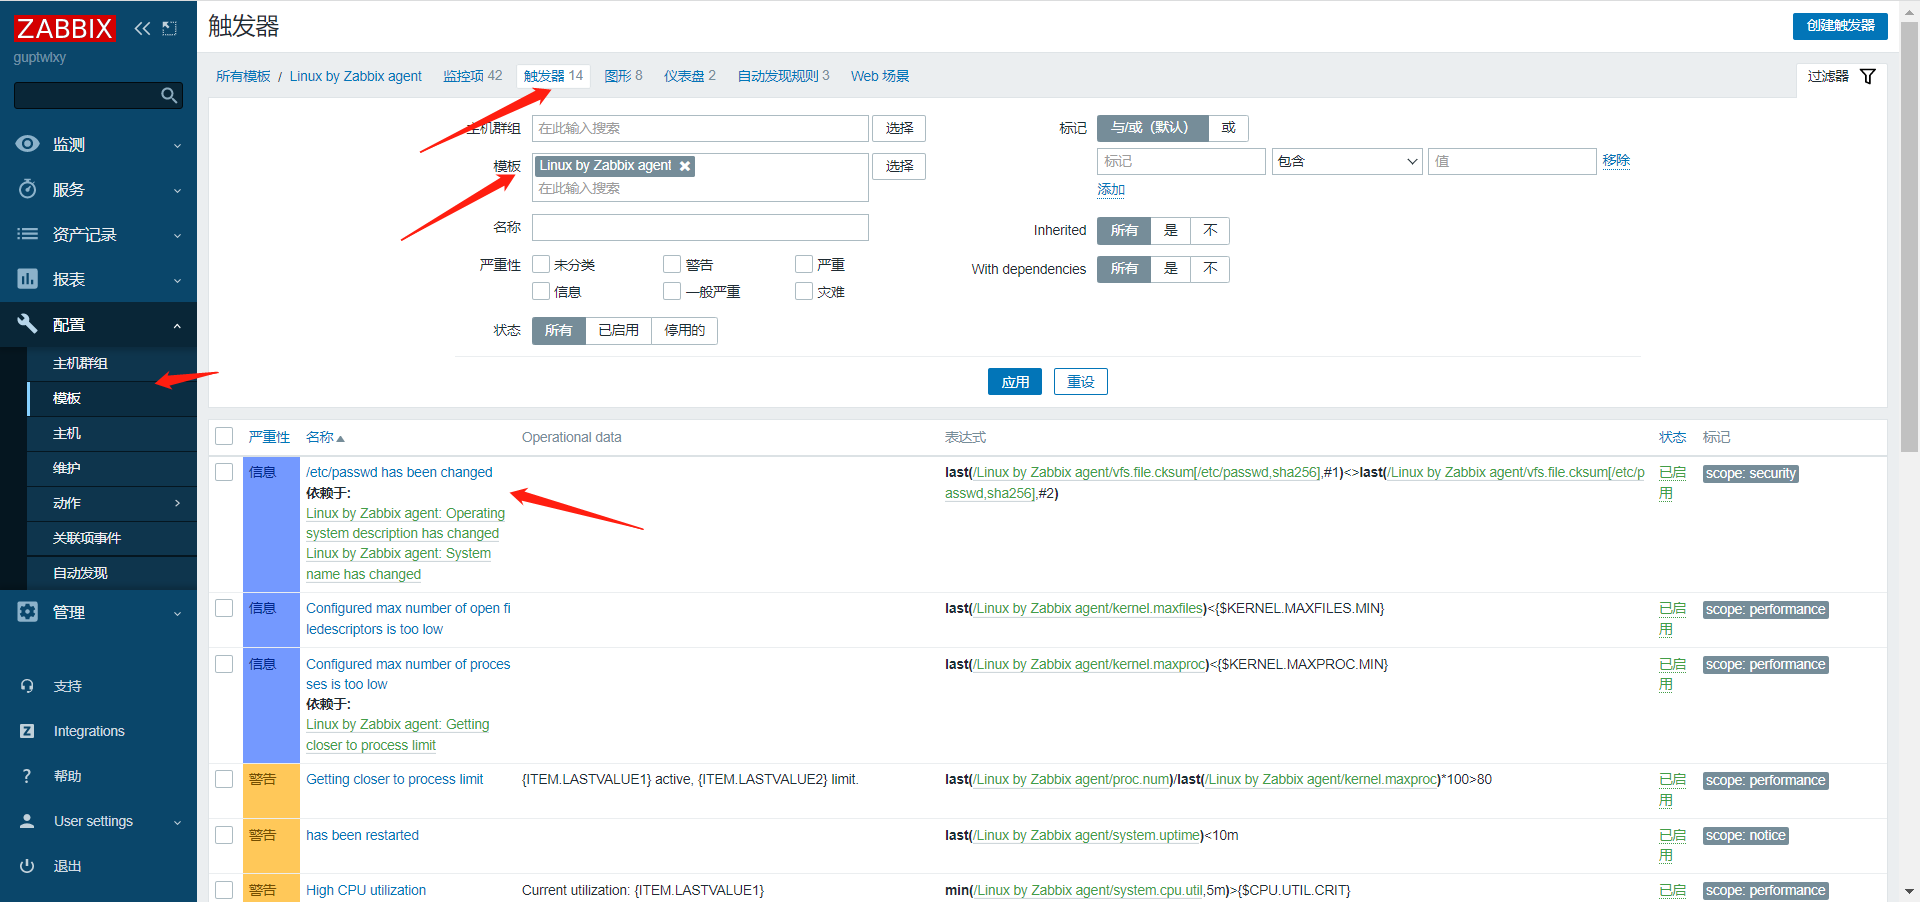 ZABBIX
guptwlxy
监测
服务
资产记录
报表
配置
主机群组
模板
主机
维护
动作
关联项事件
自动发现
管理
支持
Integrations
帮助
User settings
退出
触发器
创建触发器
所有模板 / Linux by Zabbix agent 监控项 42 触发器 14 图形 8 仪表盘 2 自动发现规则 3 Web 场景
过滤器
主机群组 在此输入搜索 选择
模板 Linux by Zabbix agent 选择
在此输入搜索
名称
严重性 未分类 警告 严重
信息 一般严重 灾难
状态 所有 已启用 停用的
标记 与/或（默认） 或
标记 包含 值 移除
添加
Inherited 所有 是 不
With dependencies 所有 是 不
应用 重设
严重性 名称 Operational data 表达式 状态 标记
信息 /etc/passwd has been changed last(/Linux by Zabbix agent/vfs.file.cksum[/etc/passwd,sha256],#1)<>last(/Linux by Zabbix agent/vfs.file.cksum[/etc/p 已启 scope: security
依赖于: asswd,sha256],#2) 用
Linux by Zabbix agent: Operating
system description has changed
Linux by Zabbix agent: System
name has changed
信息 Configured max number of open fi last(/Linux by Zabbix agent/kernel.maxfiles)<{$KERNEL.MAXFILES.MIN} 已启 scope: performance
ledescriptors is too low 用
信息 Configured max number of proces last(/Linux by Zabbix agent/kernel.maxproc)<{$KERNEL.MAXPROC.MIN} 已启 scope: performance
ses is too low 用
依赖于:
Linux by Zabbix agent: Getting
closer to process limit
警告 Getting closer to process limit {ITEM.LASTVALUE1} active, {ITEM.LASTVALUE2} limit. last(/Linux by Zabbix agent/proc.num)/last(/Linux by Zabbix agent/kernel.maxproc)*100>80 已启 scope: performance
用
警告 has been restarted last(/Linux by Zabbix agent/system.uptime)<10m 已启 scope: notice
用
警告 High CPU utilization Current utilization: {ITEM.LASTVALUE1} min(/Linux by Zabbix agent/system.cpu.util,5m)>{$CPU.UTIL.CRIT} 已启 scope: performance